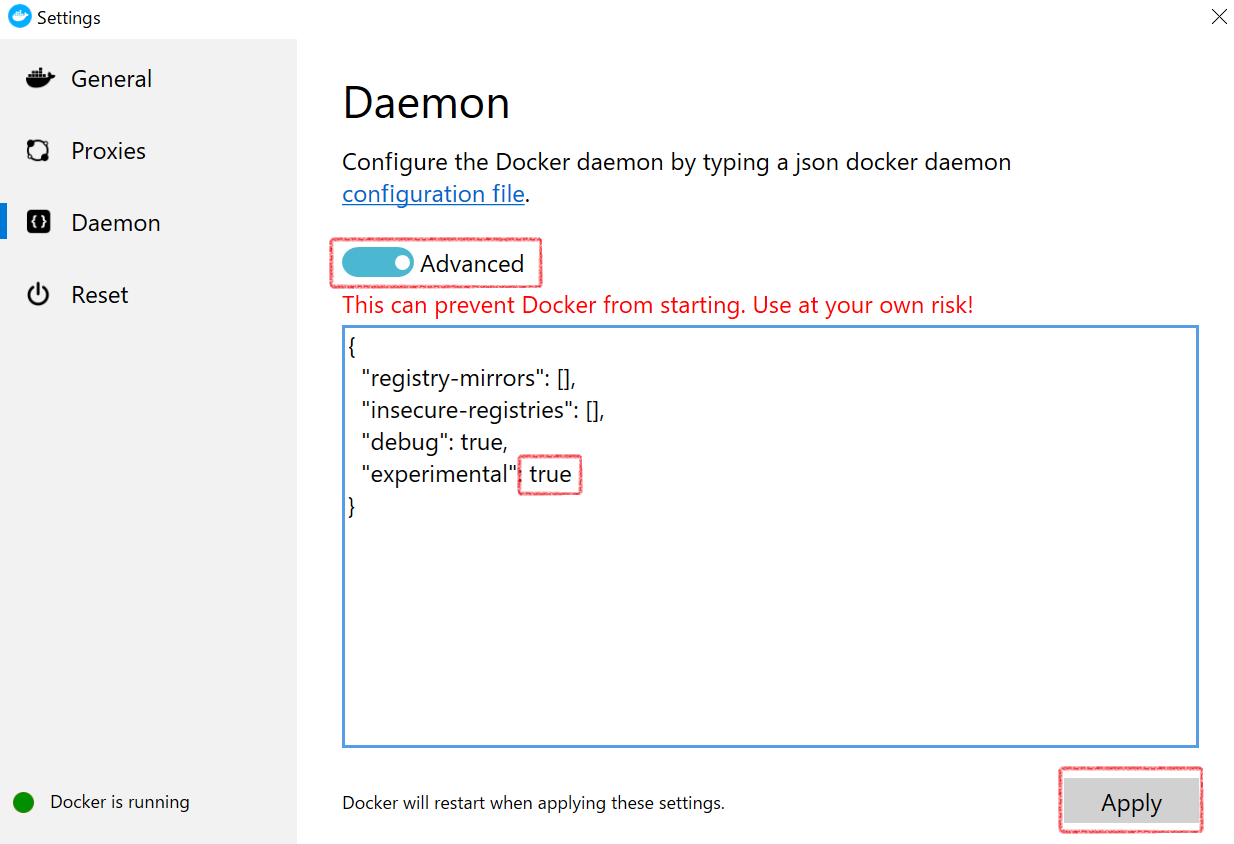 Settings
General
Proxies
Daemon
Reset
Docker is running
Daemon
Configure the Docker daemon by typing a json docker daemon
configuration file.
Advanced
This can prevent Docker from starting. Use at your own risk!
{
"registry-mirrors": [],
"insecure-registries": [],
"debug": true,
"experimental": true
}
Docker will restart when applying these settings.
Apply